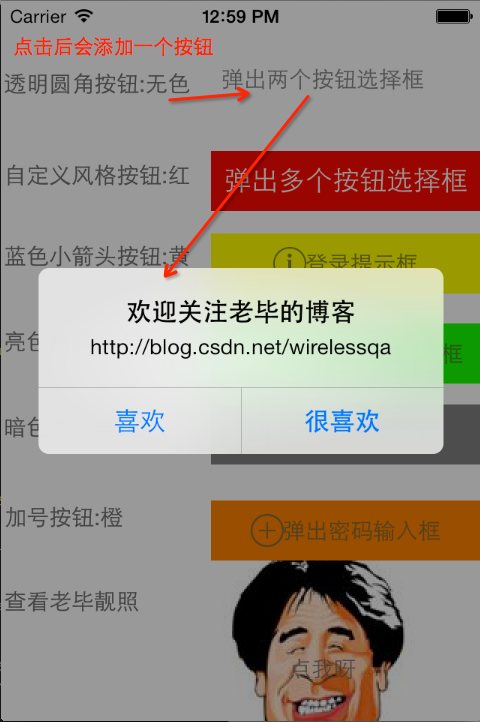 Carrier 12:59 PM
点击后会添加一个按钮
透明圆角按钮:无色 弹出两个按钮选择框
自定义风格按钮:红 弹出多个按钮选择框
蓝色小箭头按钮:黄 登录提示框
欢迎关注老毕的博客
http://blog.csdn.net/wirelessqa
亮色 框
喜欢 很喜欢
暗色
加号按钮:橙 弹出密码输入框
查看老毕靓照
点我呀